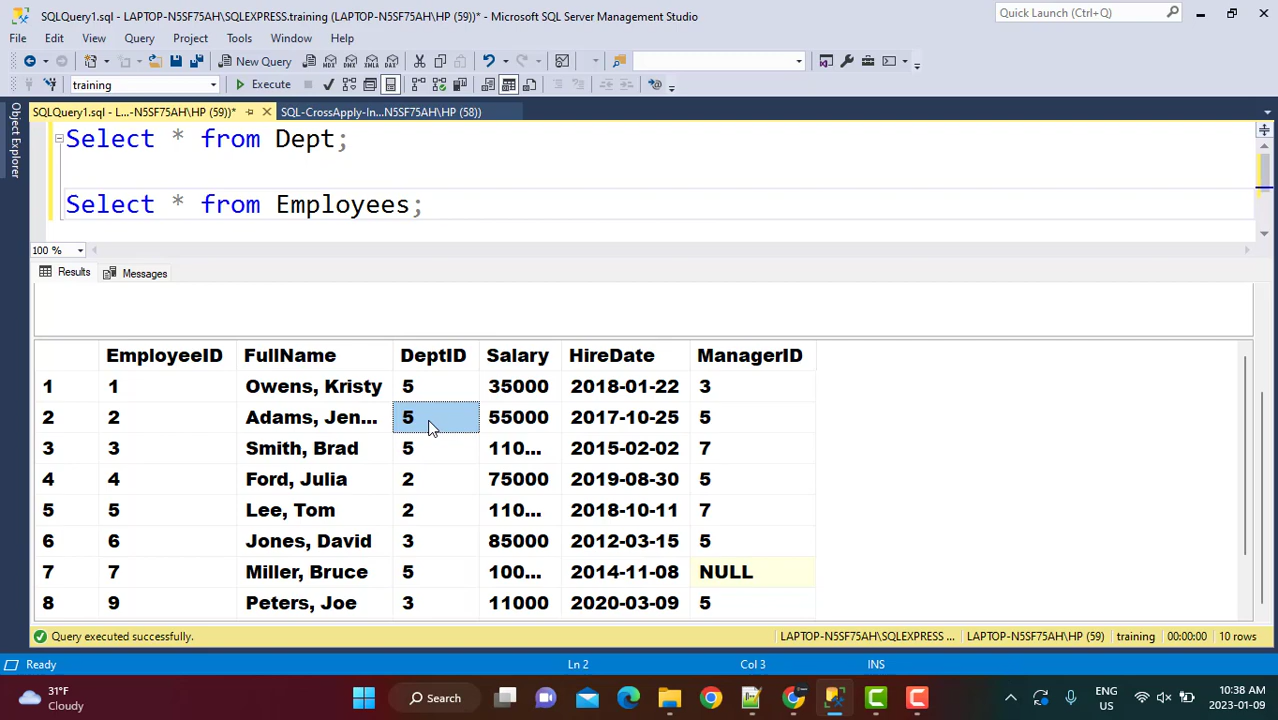 SQLQuery1.sql - LAPTOP-N5SF75AH\SQLEXPRESS.training (LAPTOP-N5SF75AH\HP (59))* - Microsoft SQL Server Management Studio
Quick Launch (Ctrl+Q)
File Edit View Query Project Tools Window Help
New Query
training Execute
SQLQuery1.sql - L...-N5SF75AH\HP (59))* SQL-CrossApply-In...N5SF75AH\HP (58))
Object Explorer
Select * from Dept;
Select * from Employees;
100 %
Results Messages
EmployeeID FullName DeptID Salary HireDate ManagerID
1 1 Owens, Kristy 5 35000 2018-01-22 3
2 2 Adams, Jen... 5 55000 2017-10-25 5
3 3 Smith, Brad 5 110... 2015-02-02 7
4 4 Ford, Julia 2 75000 2019-08-30 5
5 5 Lee, Tom 2 110... 2018-10-11 7
6 6 Jones, David 3 85000 2012-03-15 5
7 7 Miller, Bruce 5 100... 2014-11-08 NULL
8 9 Peters, Joe 3 11000 2020-03-09 5
Query executed successfully. LAPTOP-N5SF75AH\SQLEXPRESS ... LAPTOP-N5SF75AH\HP (59) training 00:00:00 10 rows
Ready Ln 2 Col 3 INS
31°F
Cloudy
Search
ENG
US
10:38 AM
2023-01-09